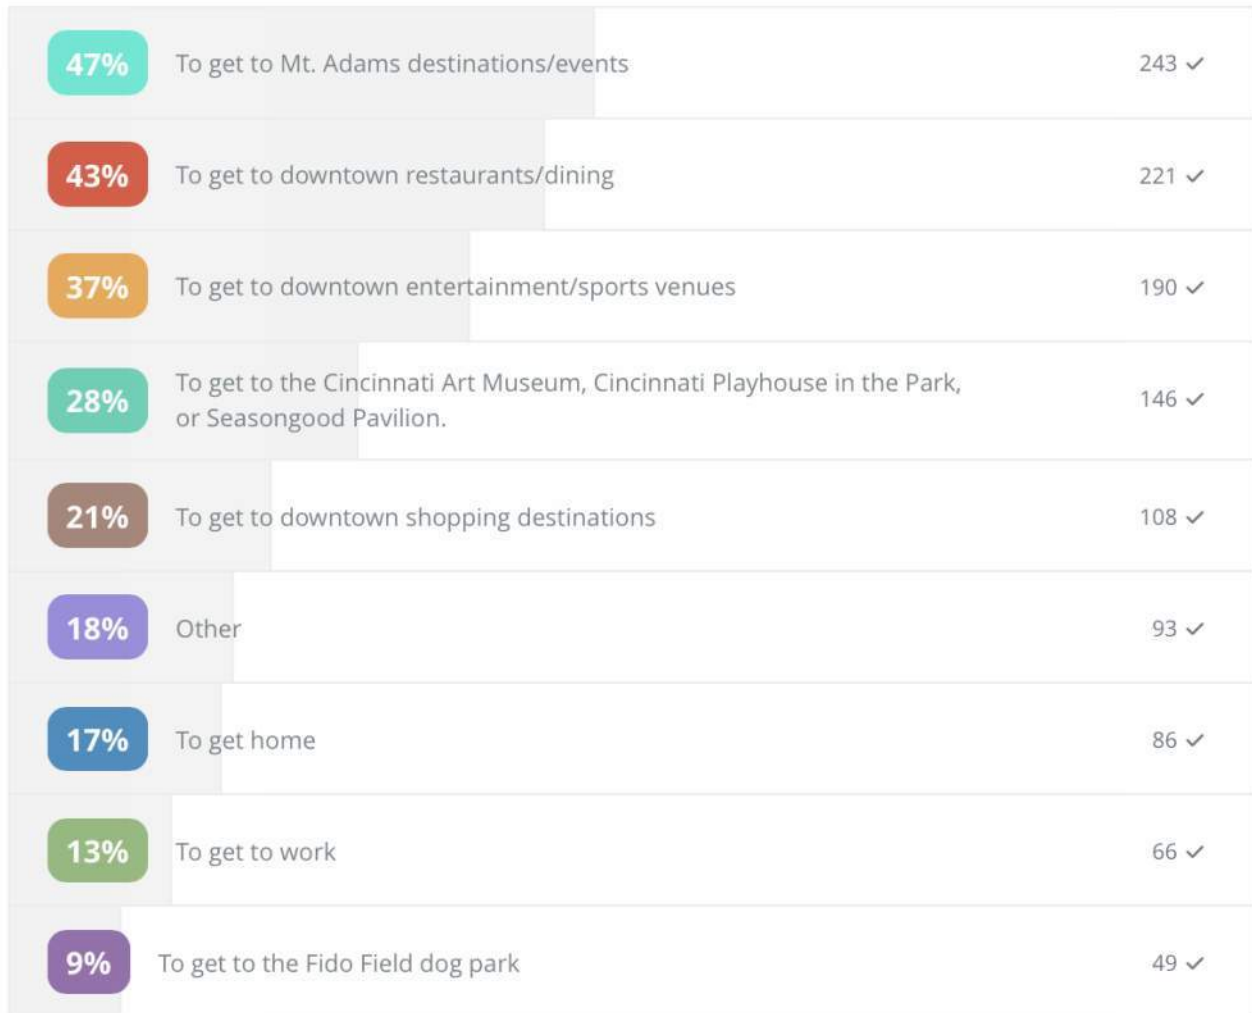 47% To get to Mt. Adams destinations/events 243 ✓
43% To get to downtown restaurants/dining 221 ✓
37% To get to downtown entertainment/sports venues 190 ✓
28% To get to the Cincinnati Art Museum, Cincinnati Playhouse in the Park, 146 ✓
or Seasongood Pavilion.
21% To get to downtown shopping destinations 108 ✓
18% Other 93 ✓
17% To get home 86 ✓
13% To get to work 66 ✓
9% To get to the Fido Field dog park 49 ✓